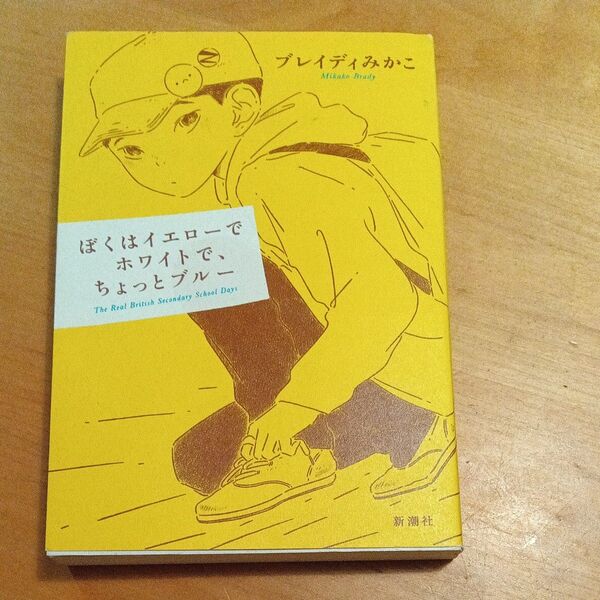 ブレイディみかこ
Mikako Brady
ぼくはイエローで
ホワイトで、
ちょっとブルー
The Real British Secondary School Days
新潮社